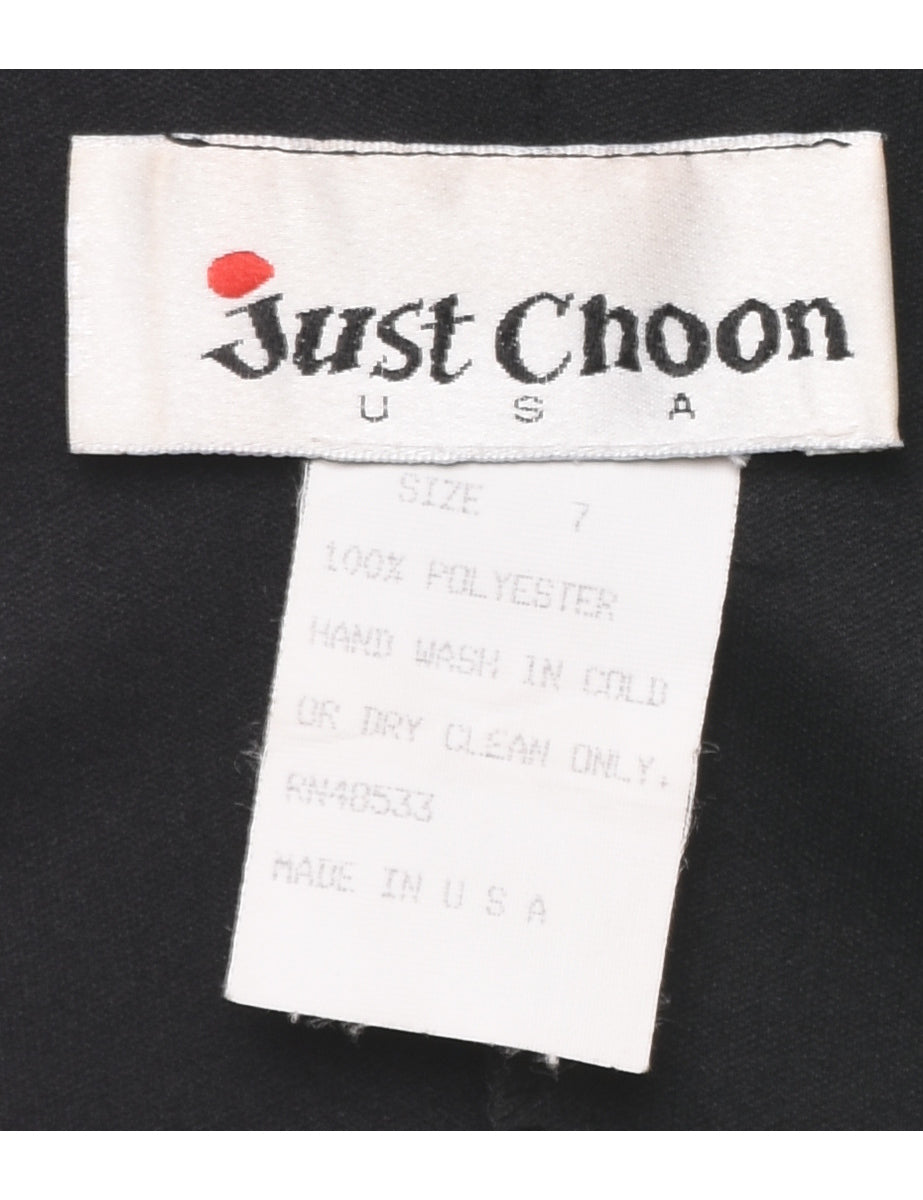 Just Choon
U S A
SIZE 7
100% POLYESTER
HAND WASH IN COLD
OR DRY CLEAN ONLY.
RN48533
MADE IN U S A